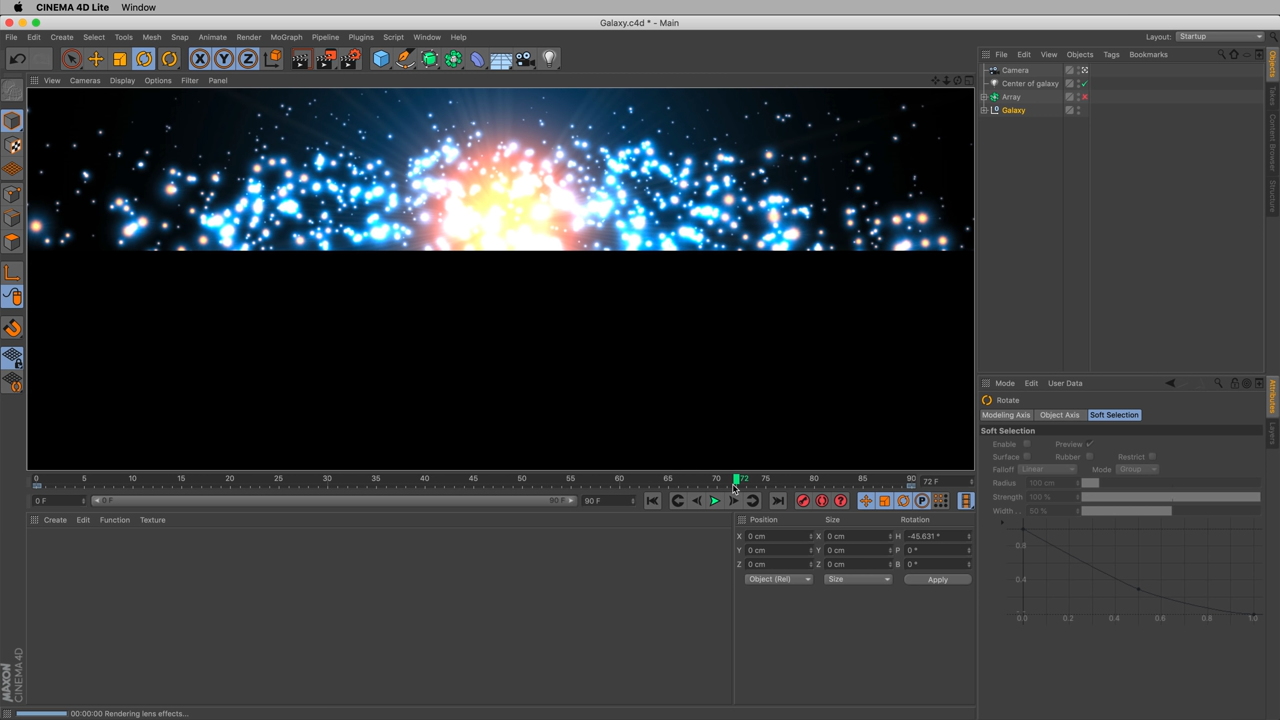 CINEMA 4D Lite Window
Galaxy.c4d * - Main
File Edit Create Select Tools Mesh Snap Animate Render MoGraph Pipeline Plugins Script Window Help
Layout: Startup
X Y Z
File Edit View Objects Tags Bookmarks
View Cameras Display Options Filter Panel
Camera
Center of galaxy
Array
Galaxy
Objects
Takes
Content Browser
Structure
Mode Edit User Data
Rotate
Modeling Axis Object Axis Soft Selection
Soft Selection
Enable Preview
Surface Rubber Restrict
Falloff Linear Mode Group
Radius 100 cm
Strength 100 %
Width . . 50 %
0.8
0.4
0.0 0.2 0.4 0.6 0.8 1.0
Attributes
Layers
0 5 10 15 20 25 30 35 40 45 50 55 60 65 70 72 75 80 85 90 72 F
0 F 0 F 90 F 90 F
P
Create Edit Function Texture
Position Size Rotation
X 0 cm X 0 cm H -45.631 °
Y 0 cm Y 0 cm P 0 °
Z 0 cm Z 0 cm B 0 °
Object (Rel) Size Apply
MAXON
CINEMA 4D
00:00:00 Rendering lens effects...